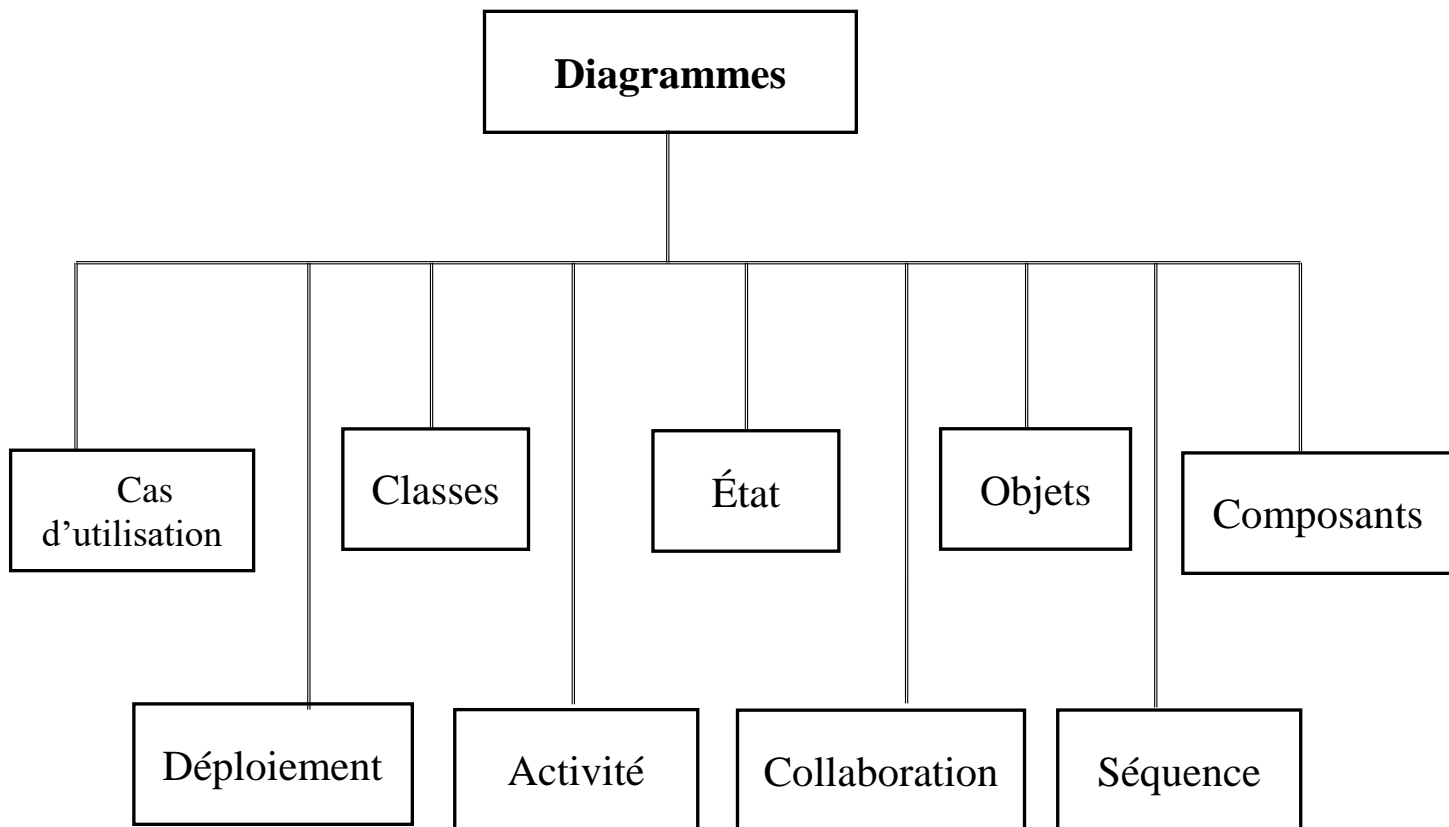 Diagrammes
Cas
d’utilisation
Classes
État
Objets
Composants
Déploiement
Activité
Collaboration
Séquence